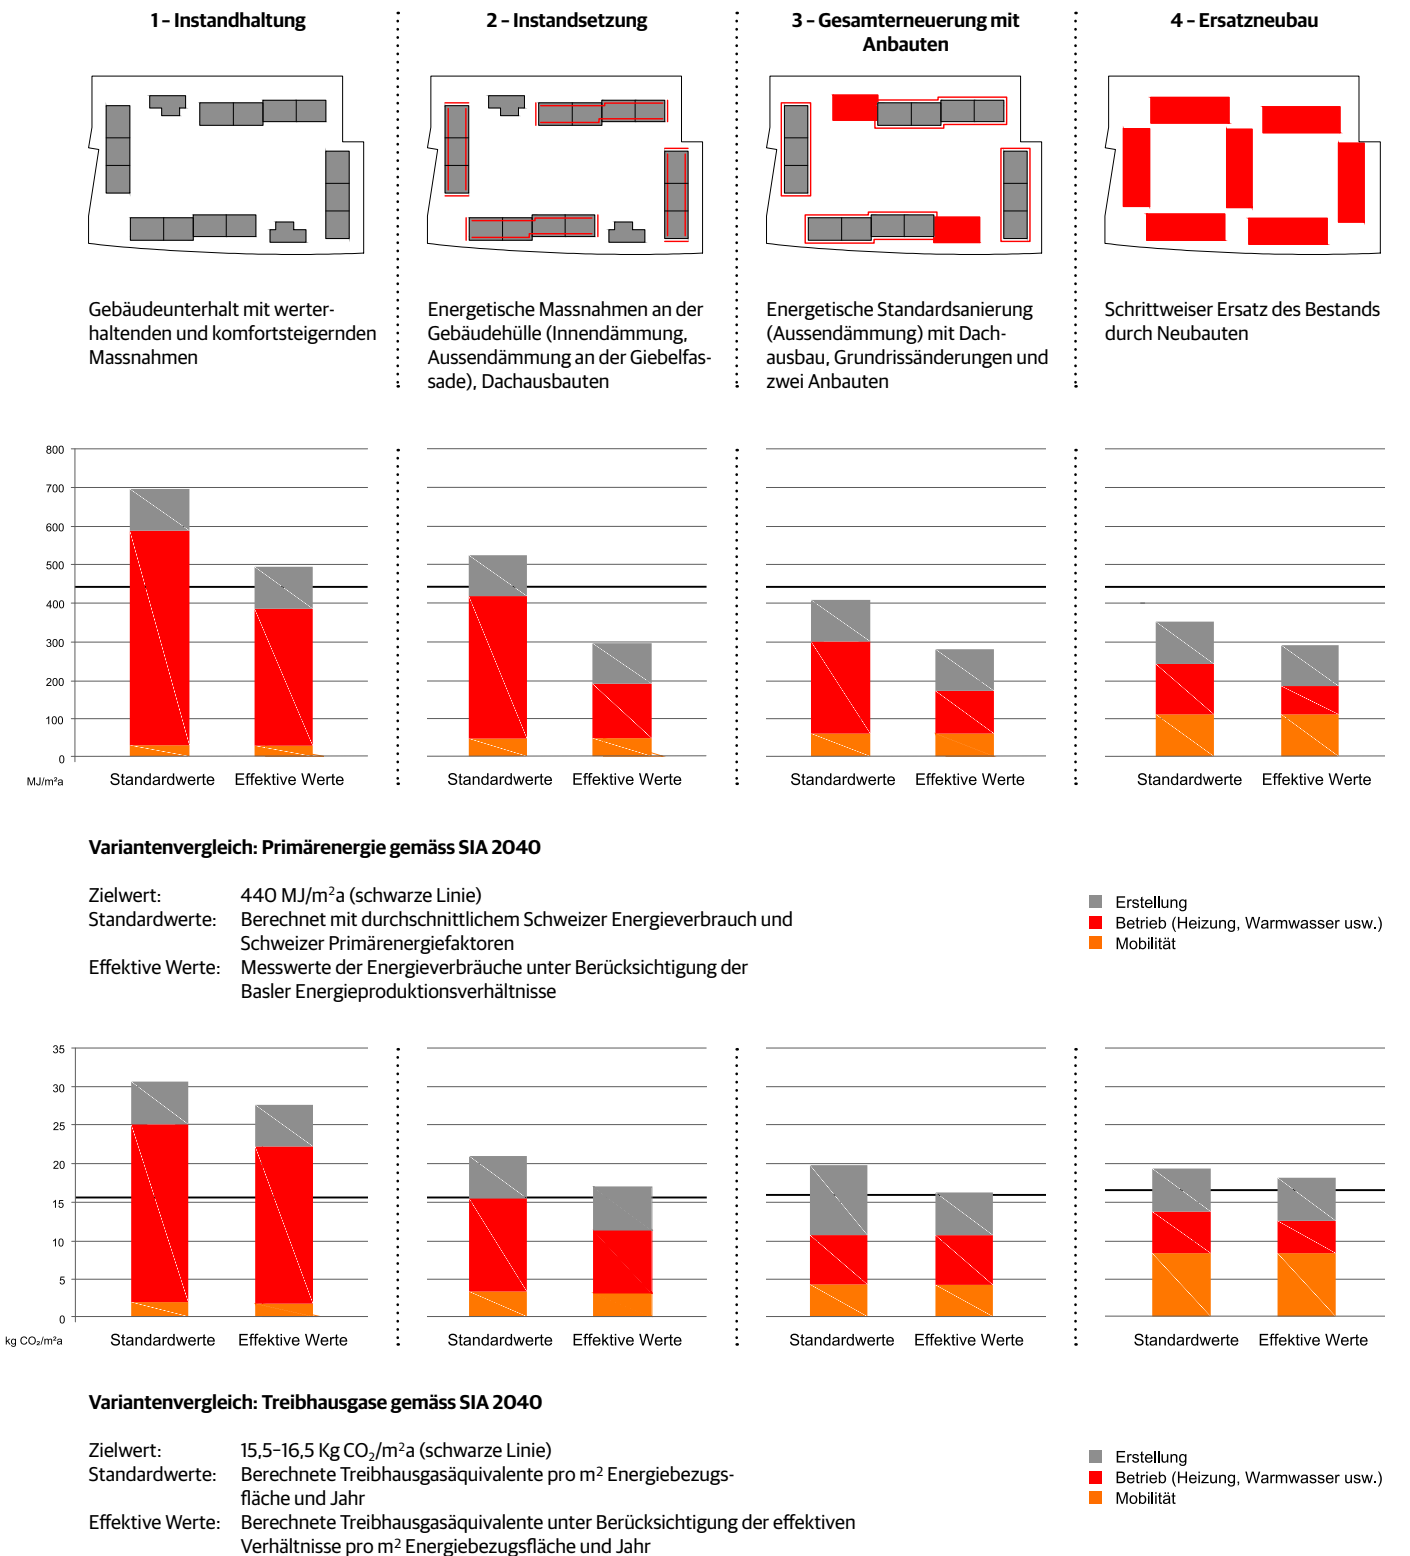 1 – Instandhaltung
2 – Instandsetzung
3 – Gesamterneuerung mit
Anbauten
4 – Ersatzneubau
Gebäudeunterhalt mit werter-
haltenden und komfortsteigernden
Massnahmen
Energetische Massnahmen an der
Gebäudehülle (Innendämmung,
Aussendämmung an der Giebelfas-
sade), Dachausbauten
Energetische Standardsanierung
(Aussendämmung) mit Dach-
ausbau, Grundrissänderungen und
zwei Anbauten
Schrittweiser Ersatz des Bestands
durch Neubauten
800
700
600
500
400
300
200
100
0
MJ/m²a
Standardwerte Effektive Werte
Standardwerte Effektive Werte
Standardwerte Effektive Werte
Standardwerte Effektive Werte
Variantenvergleich: Primärenergie gemäss SIA 2040
Zielwert: 440 MJ/m²a (schwarze Linie)
Standardwerte: Berechnet mit durchschnittlichem Schweizer Energieverbrauch und
Schweizer Primärenergiefaktoren
Effektive Werte: Messwerte der Energieverbräuche unter Berücksichtigung der
Basler Energieproduktionsverhältnisse
Erstellung
Betrieb (Heizung, Warmwasser usw.)
Mobilität
35
30
25
20
15
10
5
0
kg CO₂/m²a
Standardwerte Effektive Werte
Standardwerte Effektive Werte
Standardwerte Effektive Werte
Standardwerte Effektive Werte
Variantenvergleich: Treibhausgase gemäss SIA 2040
Zielwert: 15,5–16,5 Kg CO₂/m²a (schwarze Linie)
Standardwerte: Berechnete Treibhausgasäquivalente pro m² Energiebezugs-
fläche und Jahr
Effektive Werte: Berechnete Treibhausgasäquivalente unter Berücksichtigung der effektiven
Verhältnisse pro m² Energiebezugsfläche und Jahr
Erstellung
Betrieb (Heizung, Warmwasser usw.)
Mobilität